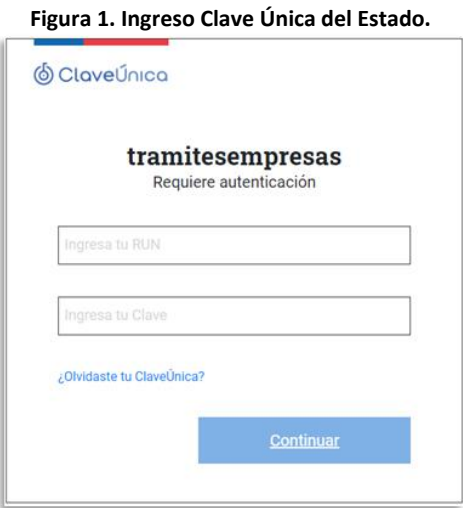 Figura 1. Ingreso Clave Única del Estado.
ClaveÚnica
tramitesempresas
Requiere autenticación
Ingresa tu RUN
Ingresa tu Clave
¿Olvidaste tu ClaveÚnica?
Continuar